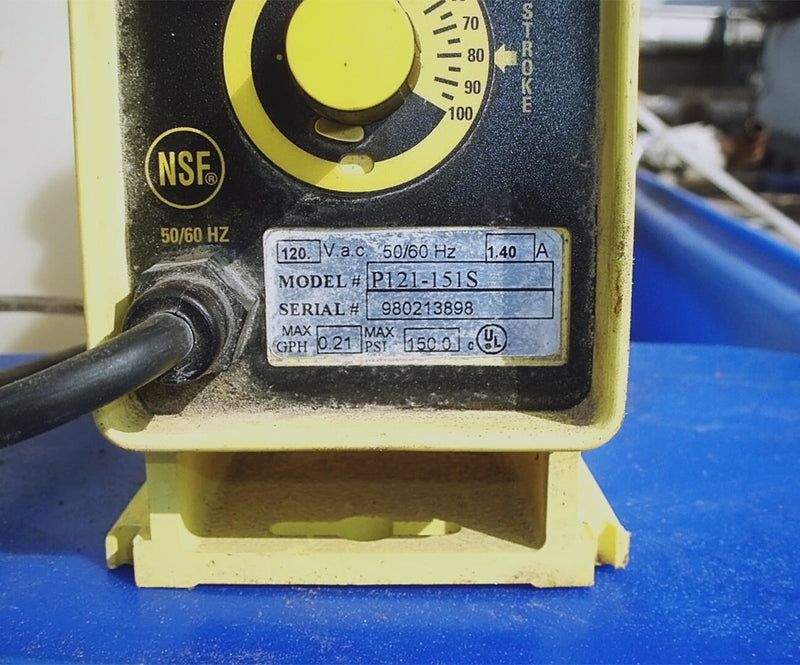 70
80
90
100
STROKE
NSF®
50/60 HZ
120. V.a.c. 50/60 Hz 1.40 A
MODEL # P121-151S
SERIAL # 980213898
MAX GPH 0.21 MAX PSI 150.0 c UL